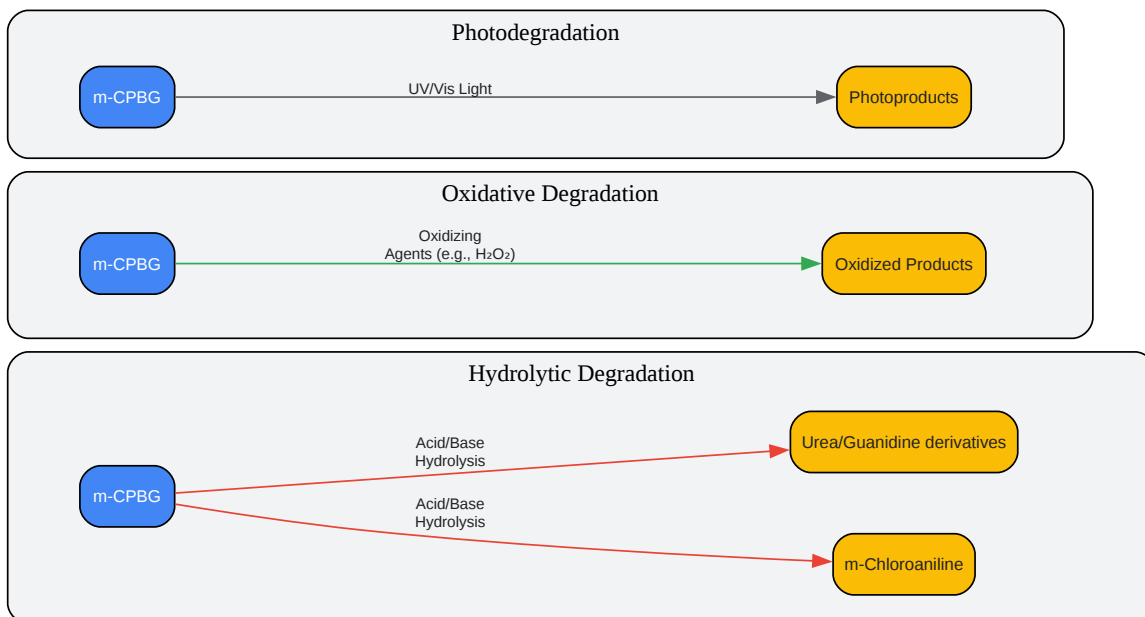 Photodegradation
m-CPBG
UV/Vis Light
Photoproducts
Oxidative Degradation
m-CPBG
Oxidizing
Agents (e.g., H₂O₂)
Oxidized Products
Hydrolytic Degradation
m-CPBG
Acid/Base
Hydrolysis
Urea/Guanidine derivatives
Acid/Base
Hydrolysis
m-Chloroaniline